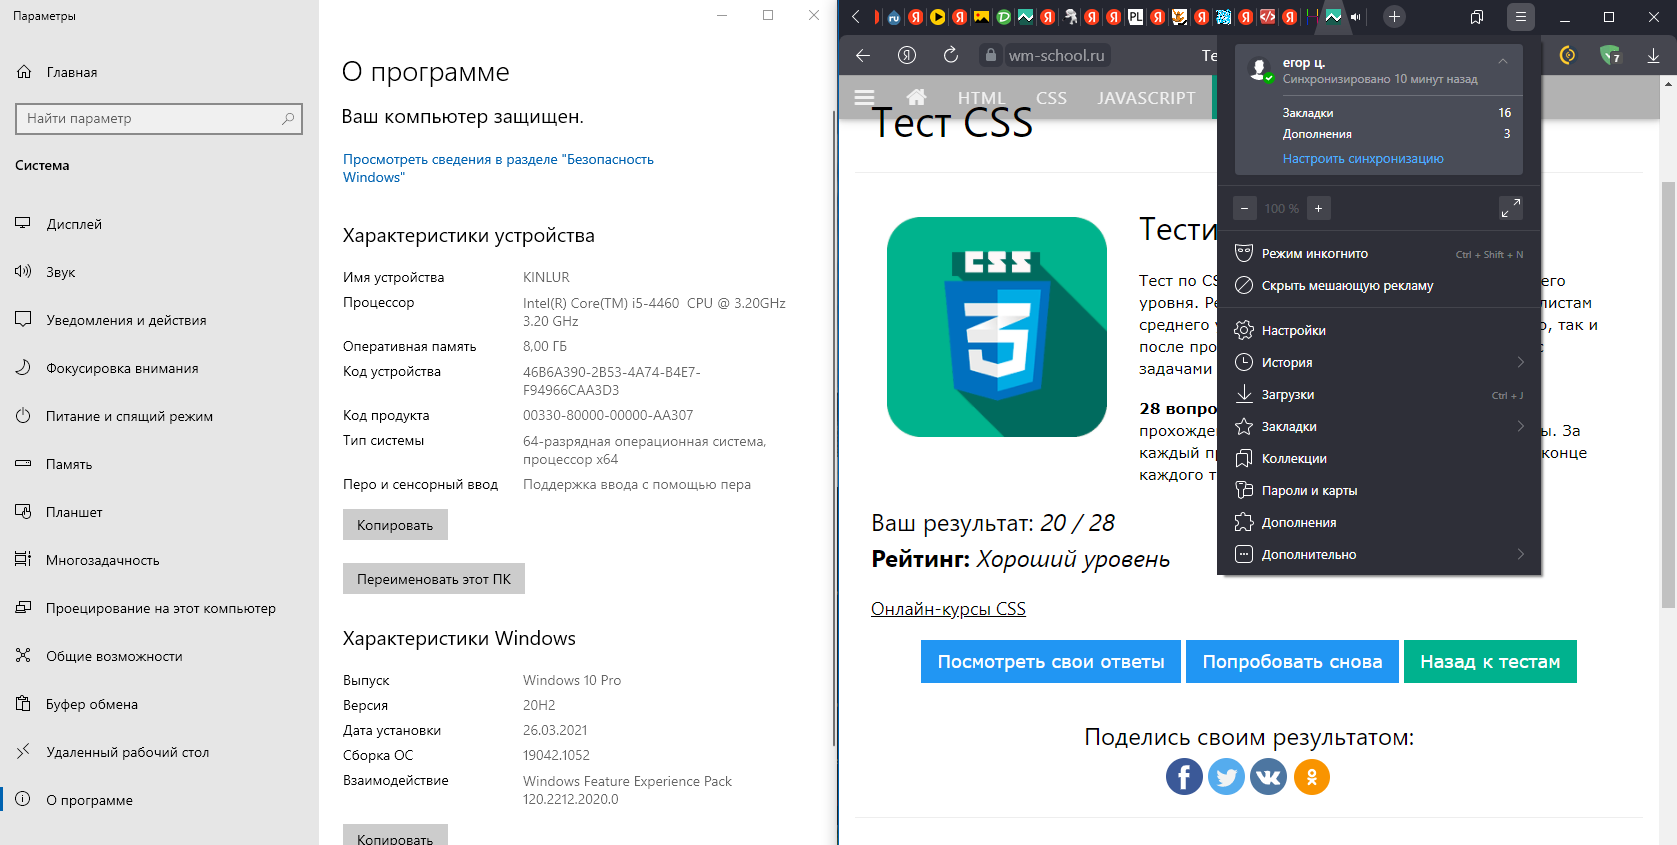 Параметры
Главная
Найти параметр
Система
Дисплей
Звук
Уведомления и действия
Фокусировка внимания
Питание и спящий режим
Память
Планшет
Многозадачность
Проецирование на этот компьютер
Общие возможности
Буфер обмена
Удаленный рабочий стол
О программе
О программе
Ваш компьютер защищен.
Просмотреть сведения в разделе "Безопасность
Windows"
Характеристики устройства
Имя устройства KINLUR
Процессор Intel(R) Core(TM) i5-4460 CPU @ 3.20GHz
3.20 GHz
Оперативная память 8,00 ГБ
Код устройства 46B6A390-2B53-4A74-B4E7-
F94966CAA3D3
Код продукта 00330-80000-00000-AA307
Тип системы 64-разрядная операционная система,
процессор x64
Перо и сенсорный ввод Поддержка ввода с помощью пера
Копировать
Переименовать этот ПК
Характеристики Windows
Выпуск Windows 10 Pro
Версия 20H2
Дата установки 26.03.2021
Сборка ОС 19042.1052
Взаимодействие Windows Feature Experience Pack
120.2212.2020.0
Копировать
wm-school.ru Те
7
HTML CSS JAVASCRIPT
Тест CSS
CSS
3
Тести
Тест по CS его
уровня. Ре листам
среднего у о, так и
после про с
задачами
28 вопро
прохожде ы. За
каждый пр конце
каждого т
Ваш результат: 20 / 28
Рейтинг: Хороший уровень
Онлайн-курсы CSS
Посмотреть свои ответы Попробовать снова Назад к тестам
Поделись своим результатом:
егор ц.
Синхронизировано 10 минут назад
Закладки 16
Дополнения 3
Настроить синхронизацию
− 100 % +
Режим инкогнито Ctrl + Shift + N
Скрыть мешающую рекламу
Настройки
История
Загрузки Ctrl + J
Закладки
Коллекции
Пароли и карты
Дополнения
Дополнительно